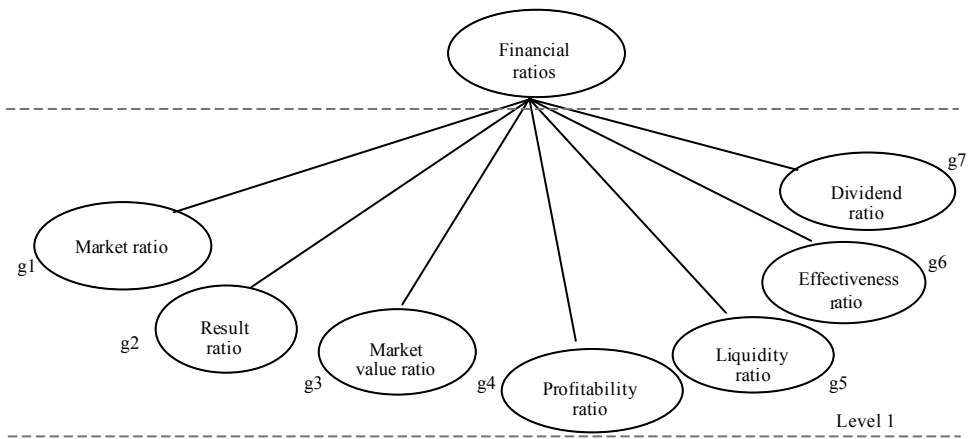 Financial
ratios
g7
Dividend
ratio
Market ratio
g1
g6
Effectiveness
ratio
g2
Result
ratio
g3
Market
value ratio
g4
Profitability
ratio
Liquidity
ratio
g5
Level 1